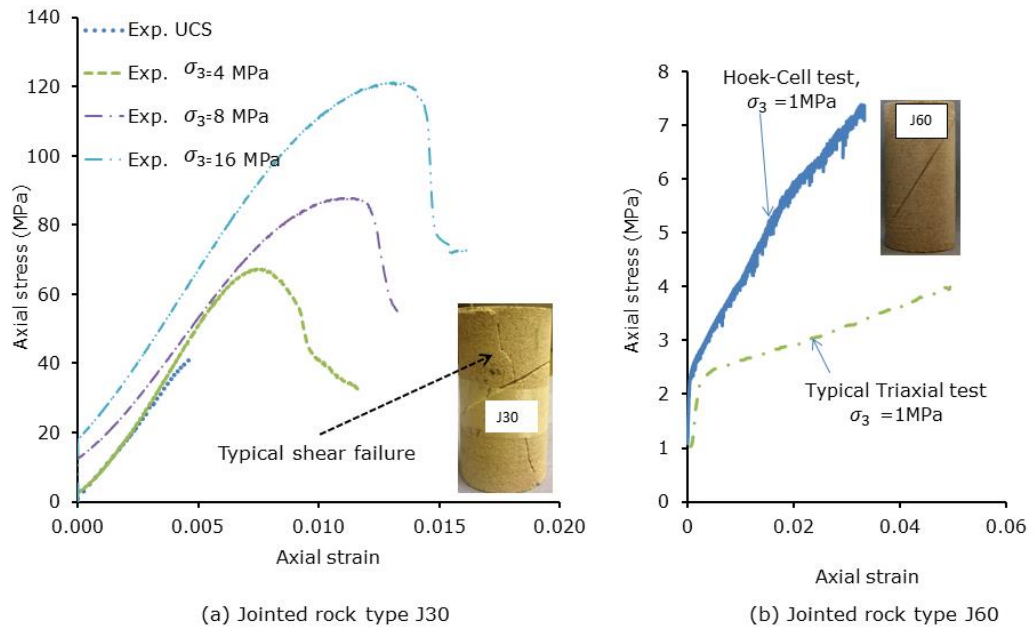 140
120
100
80
60
40
20
0
Axial stress (MPa)
Exp. UCS
Exp. σ3=4 MPa
Exp. σ3=8 MPa
Exp. σ3=16 MPa
J30
Typical shear failure
0.000
0.005
0.010
0.015
0.020
Axial strain
(a) Jointed rock type J30
8
7
6
5
4
3
2
1
0
Axial stress (MPa)
Hoek-Cell test,
σ3 =1MPa
J60
Typical Triaxial test
σ3 =1MPa
0
0.02
0.04
0.06
Axial strain
(b) Jointed rock type J60